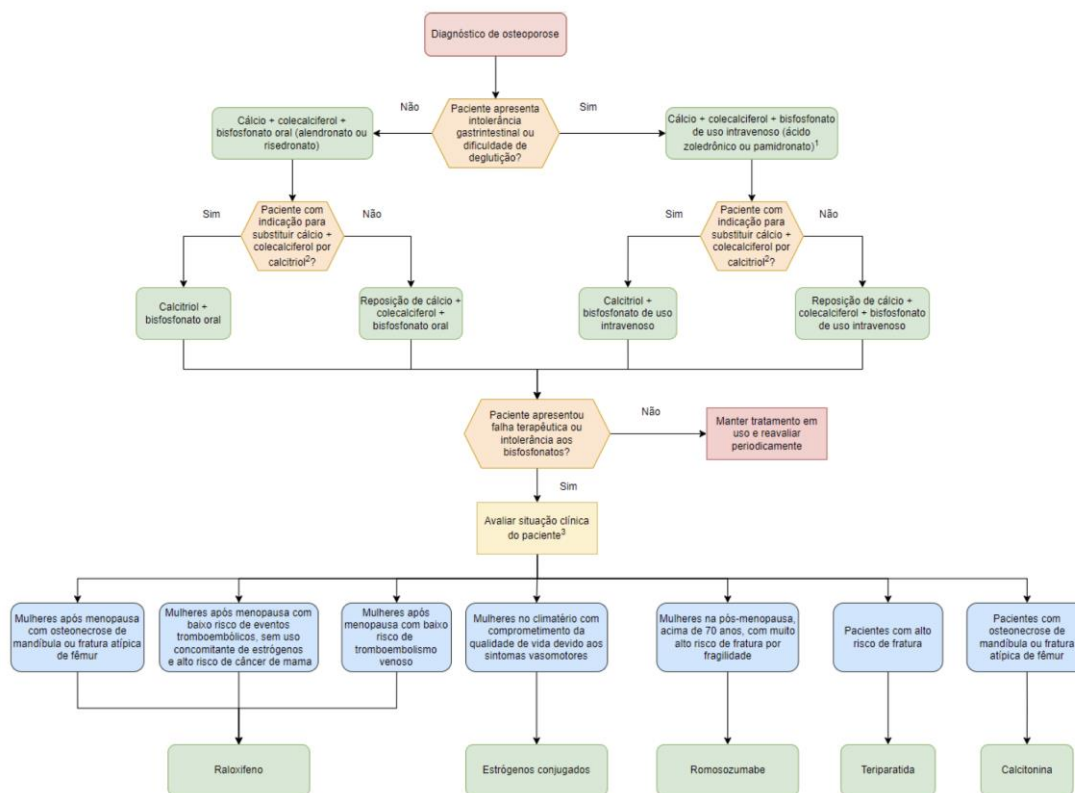 Diagnóstico de osteoporose
Não
Sim
Paciente apresenta
intolerância
gastrintestinal ou
dificuldade de
deglutição?
Cálcio + colecalciferol +
bisfosfonato oral (alendronato ou
risedronato)
Cálcio + colecalciferol + bisfosfonato
de uso intravenoso (ácido
zoledrônico ou pamidronato)1
Sim
Não
Paciente com
indicação para
substituir cálcio +
colecalciferol por
calcitriol2?
Sim
Não
Paciente com
indicação para
substituir cálcio +
colecalciferol por
calcitriol2?
Calcitriol +
bisfosfonato oral
Reposição de cálcio +
colecalciferol +
bisfosfonato oral
Calcitriol +
bisfosfonato de uso
intravenoso
Reposição de cálcio +
colecalciferol + bisfosfonato
de uso intravenoso
Paciente apresentou
falha terapêutica ou
intolerância aos
bisfosfonatos?
Não
Manter tratamento em
uso e reavaliar
periodicamente
Sim
Avaliar situação clínica
do paciente3
Mulheres após menopausa
com osteonecrose de
mandíbula ou fratura atípica
de fêmur
Mulheres após menopausa com
baixo risco de eventos
tromboembólicos, sem uso
concomitante de estrógenos
e alto risco de câncer de mama
Mulheres após
menopausa com baixo
risco de
tromboembolismo
venoso
Mulheres no climatério com
comprometimento da
qualidade de vida devido aos
sintomas vasomotores
Mulheres na pós-menopausa,
acima de 70 anos, com muito
alto risco de fratura por
fragilidade
Pacientes com alto
risco de fratura
Pacientes com
osteonecrose de
mandíbula ou fratura
atípica de fêmur
Raloxifeno
Estrógenos conjugados
Romosozumabe
Teriparatida
Calcitonina